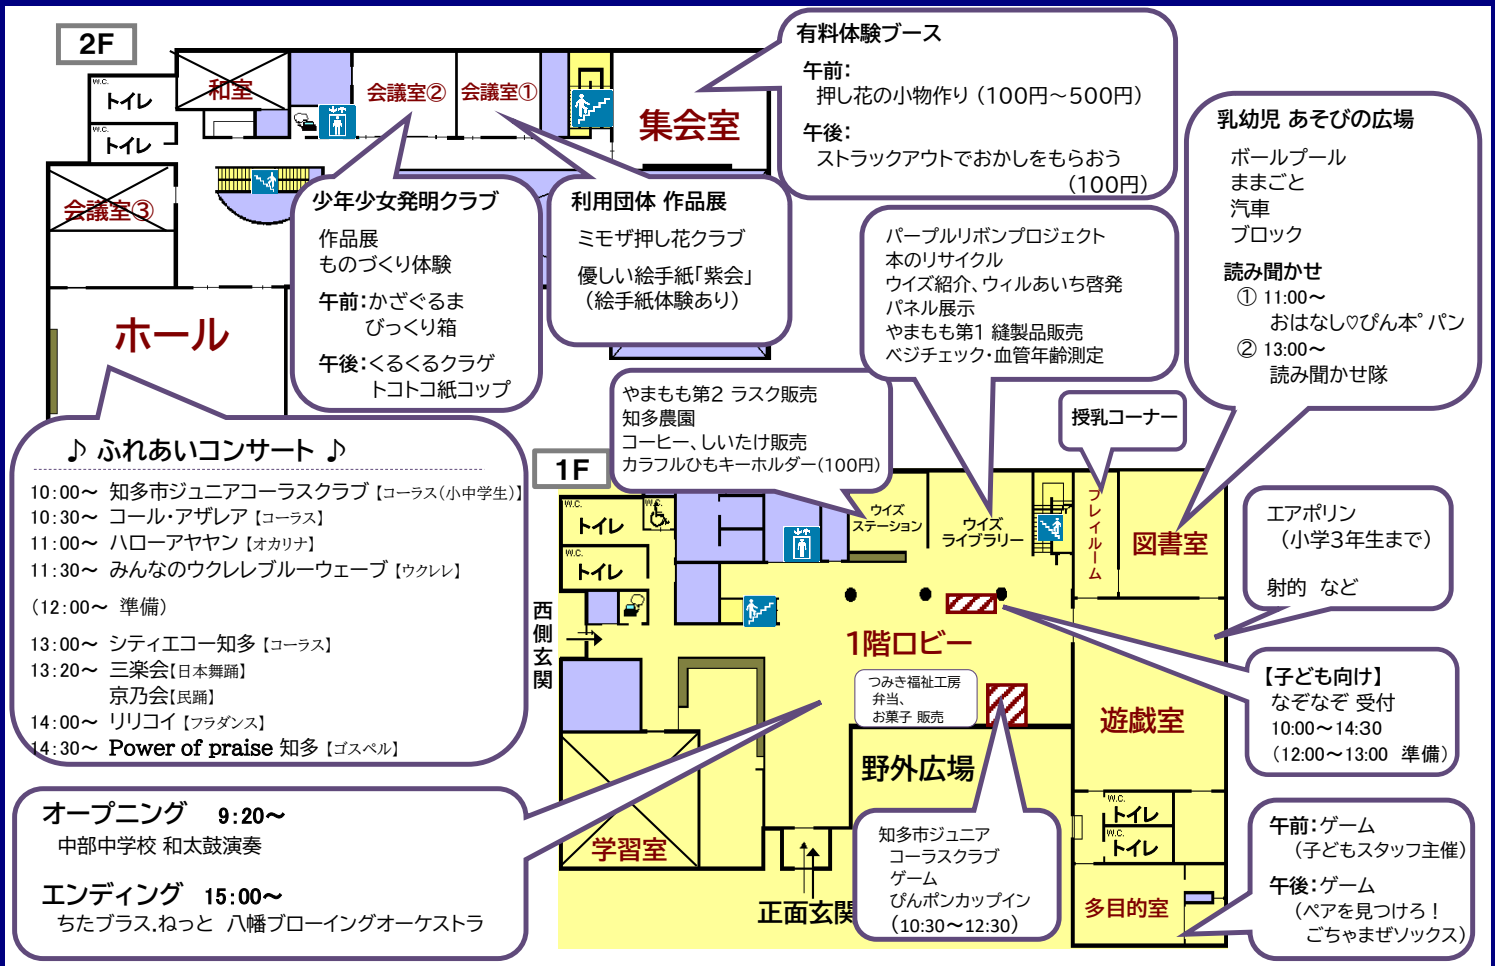 2F
W.C.
トイレ
W.C.
トイレ
和室
会議室②
会議室①
集会室
会議室③
ホール
有料体験ブース
午前:
押し花の小物作り (100円～500円)
午後:
ストラックアウトでおかしをもらおう
(100円)
少年少女発明クラブ
作品展
ものづくり体験
午前:かざぐるま
びっくり箱
午後:くるくるクラゲ
トコトコ紙コップ
利用団体 作品展
ミモザ押し花クラブ
優しい絵手紙「紫会」
(絵手紙体験あり)
パープルリボンプロジェクト
本のリサイクル
ウイズ紹介、ウィルあいち啓発
パネル展示
やまもも第1 縫製品販売
ベジチェック・血管年齢測定
乳幼児 あそびの広場
ボールプール
ままごと
汽車
ブロック
読み聞かせ
① 11:00～
おはなし♡ぴん本゜パン
② 13:00～
読み聞かせ隊
やまもも第2 ラスク販売
知多農園
コーヒー、しいたけ販売
カラフルひもキーホルダー(100円)
授乳コーナー
♪ ふれあいコンサート ♪
10:00～ 知多市ジュニアコーラスクラブ【コーラス(小中学生)】
10:30～ コール・アザレア【コーラス】
11:00～ ハローアヤヤン【オカリナ】
11:30～ みんなのウクレレブルーウェーブ【ウクレレ】
(12:00～ 準備)
13:00～ シティエコー知多【コーラス】
13:20～ 三楽会【日本舞踊】
京乃会【民踊】
14:00～ リリコイ【フラダンス】
14:30～ Power of praise 知多【ゴスペル】
オープニング 9:20～
中部中学校 和太鼓演奏
エンディング 15:00～
ちたブラス.ねっと 八幡ブローイングオーケストラ
1F
W.C.
トイレ
W.C.
W.C.
トイレ
西側玄関
ウイズ
ステーション
ウイズ
ライブラリー
プレイルーム
図書室
1階ロビー
つみき福祉工房
弁当、
お菓子 販売
野外広場
遊戯室
学習室
正面玄関
W.C.
トイレ
W.C.
トイレ
多目的室
エアポリン
(小学3年生まで)
射的 など
【子ども向け】
なぞなぞ 受付
10:00～14:30
(12:00～13:00 準備)
知多市ジュニア
コーラスクラブ
ゲーム
ぴんポンカップイン
(10:30～12:30)
午前:ゲーム
(子どもスタッフ主催)
午後:ゲーム
(ペアを見つけろ！
ごちゃまぜソックス)